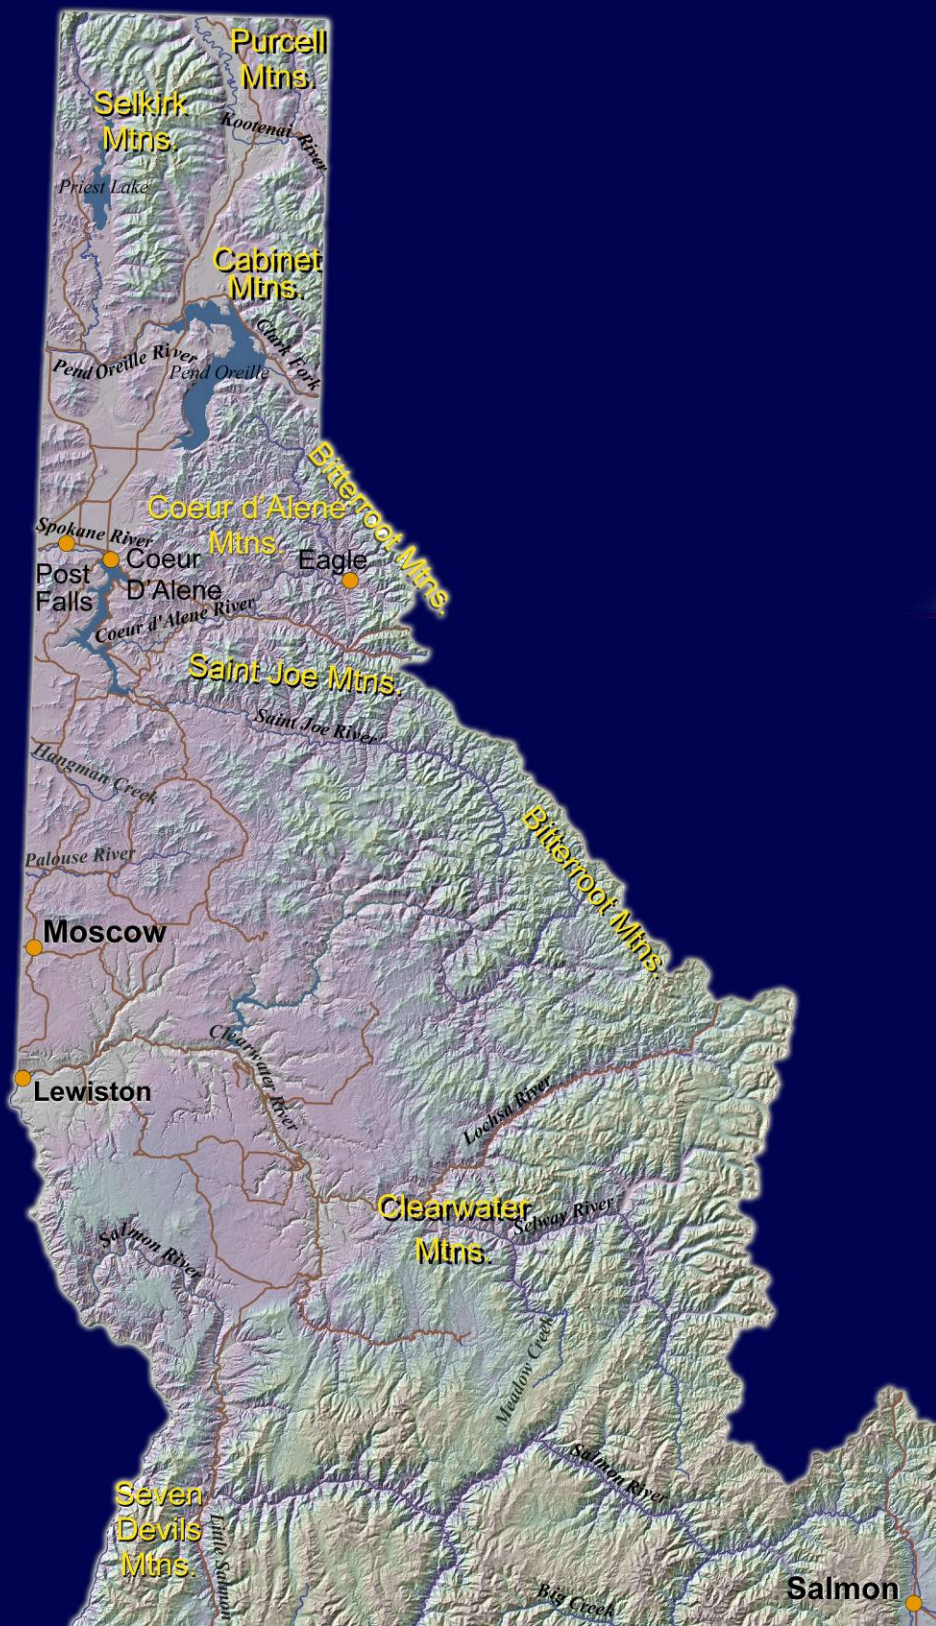 Purcell
Mtns.
Selkirk
Mtns.
Kootenai River
Priest Lake
Cabinet
Mtns.
Clark Fork
Pend Oreille River
Pend Oreille
Bitterroot Mtns.
Coeur d'Alene
Mtns.
Spokane River
Eagle
Coeur
D'Alene
Post
Falls
Coeur d'Alene River
Saint Joe Mtns.
Saint Joe River
Hangman Creek
Bitterroot Mtns.
Palouse River
Moscow
Clearwater River
Lewiston
Lochsa River
Clearwater
Mtns.
Selway River
Salmon River
Meadow Creek
Salmon River
Seven
Devils
Mtns.
Little Salmon
Big Creek
Salmon